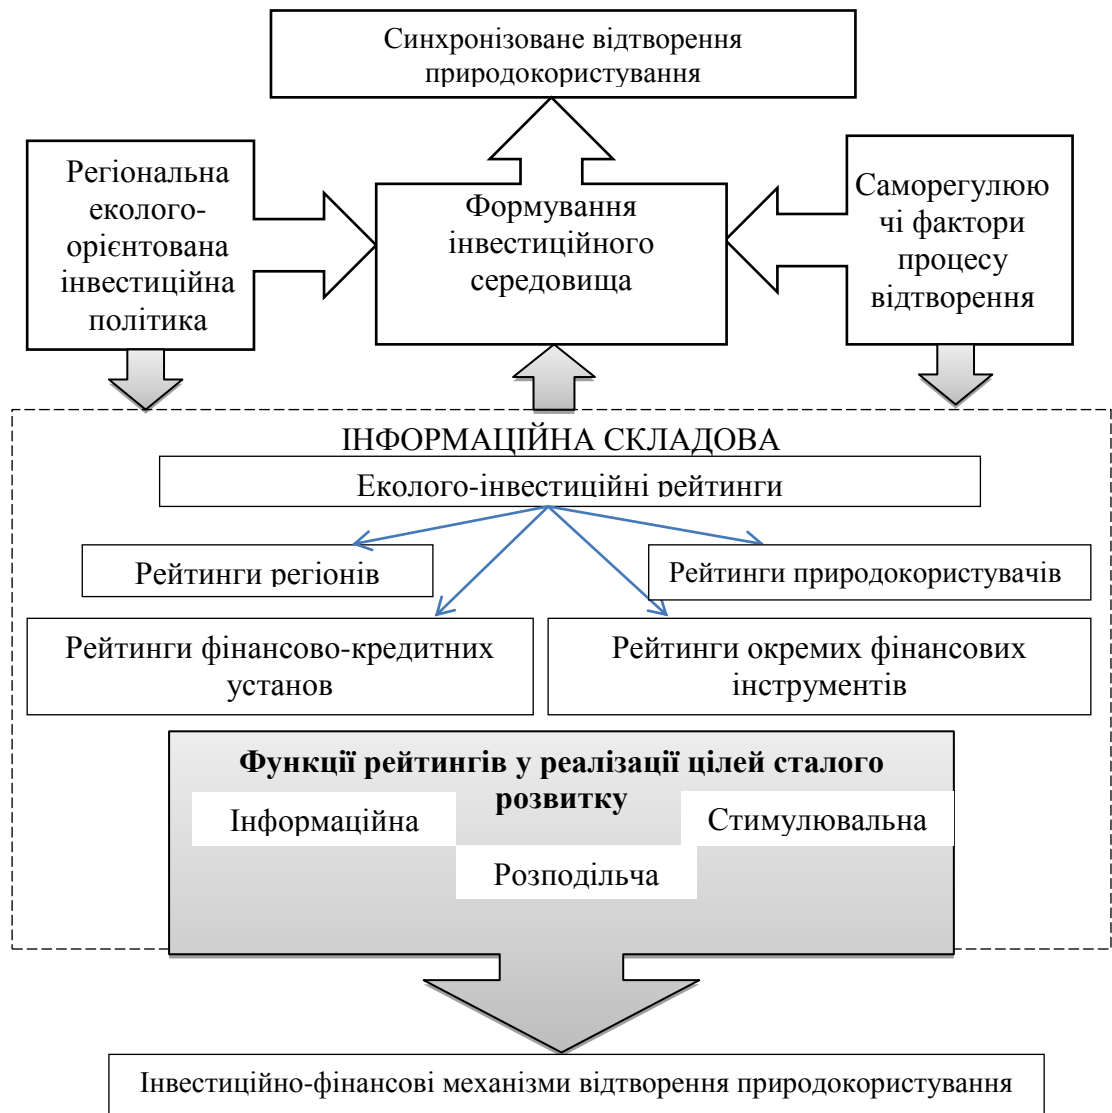 Синхронізоване відтворення
природокористування
Регіональна
еколого-
орієнтована
інвестиційна
політика
Формування
інвестиційного
середовища
Саморегулюю
чі фактори
процесу
відтворення
ІНФОРМАЦІЙНА СКЛАДОВА
Еколого-інвестиційні рейтинги
Рейтинги регіонів
Рейтинги природокористувачів
Рейтинги фінансово-кредитних
установ
Рейтинги окремих фінансових
інструментів
Функції рейтингів у реалізації цілей сталого
розвитку
Інформаційна
Стимулювальна
Розподільча
Інвестиційно-фінансові механізми відтворення природокористування